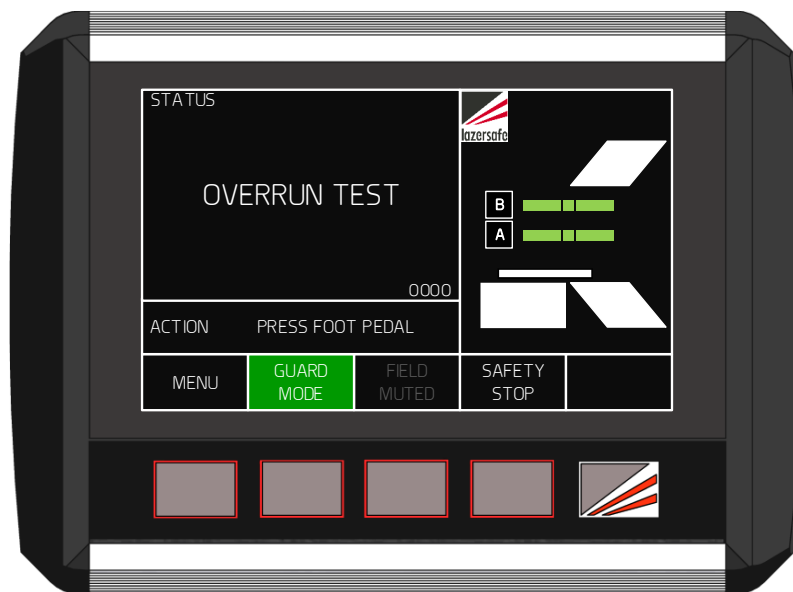 STATUS
lazersafe
OVERRUN TEST
B
A
0000
ACTION PRESS FOOT PEDAL
MENU
GUARD
MODE
FIELD
MUTED
SAFETY
STOP